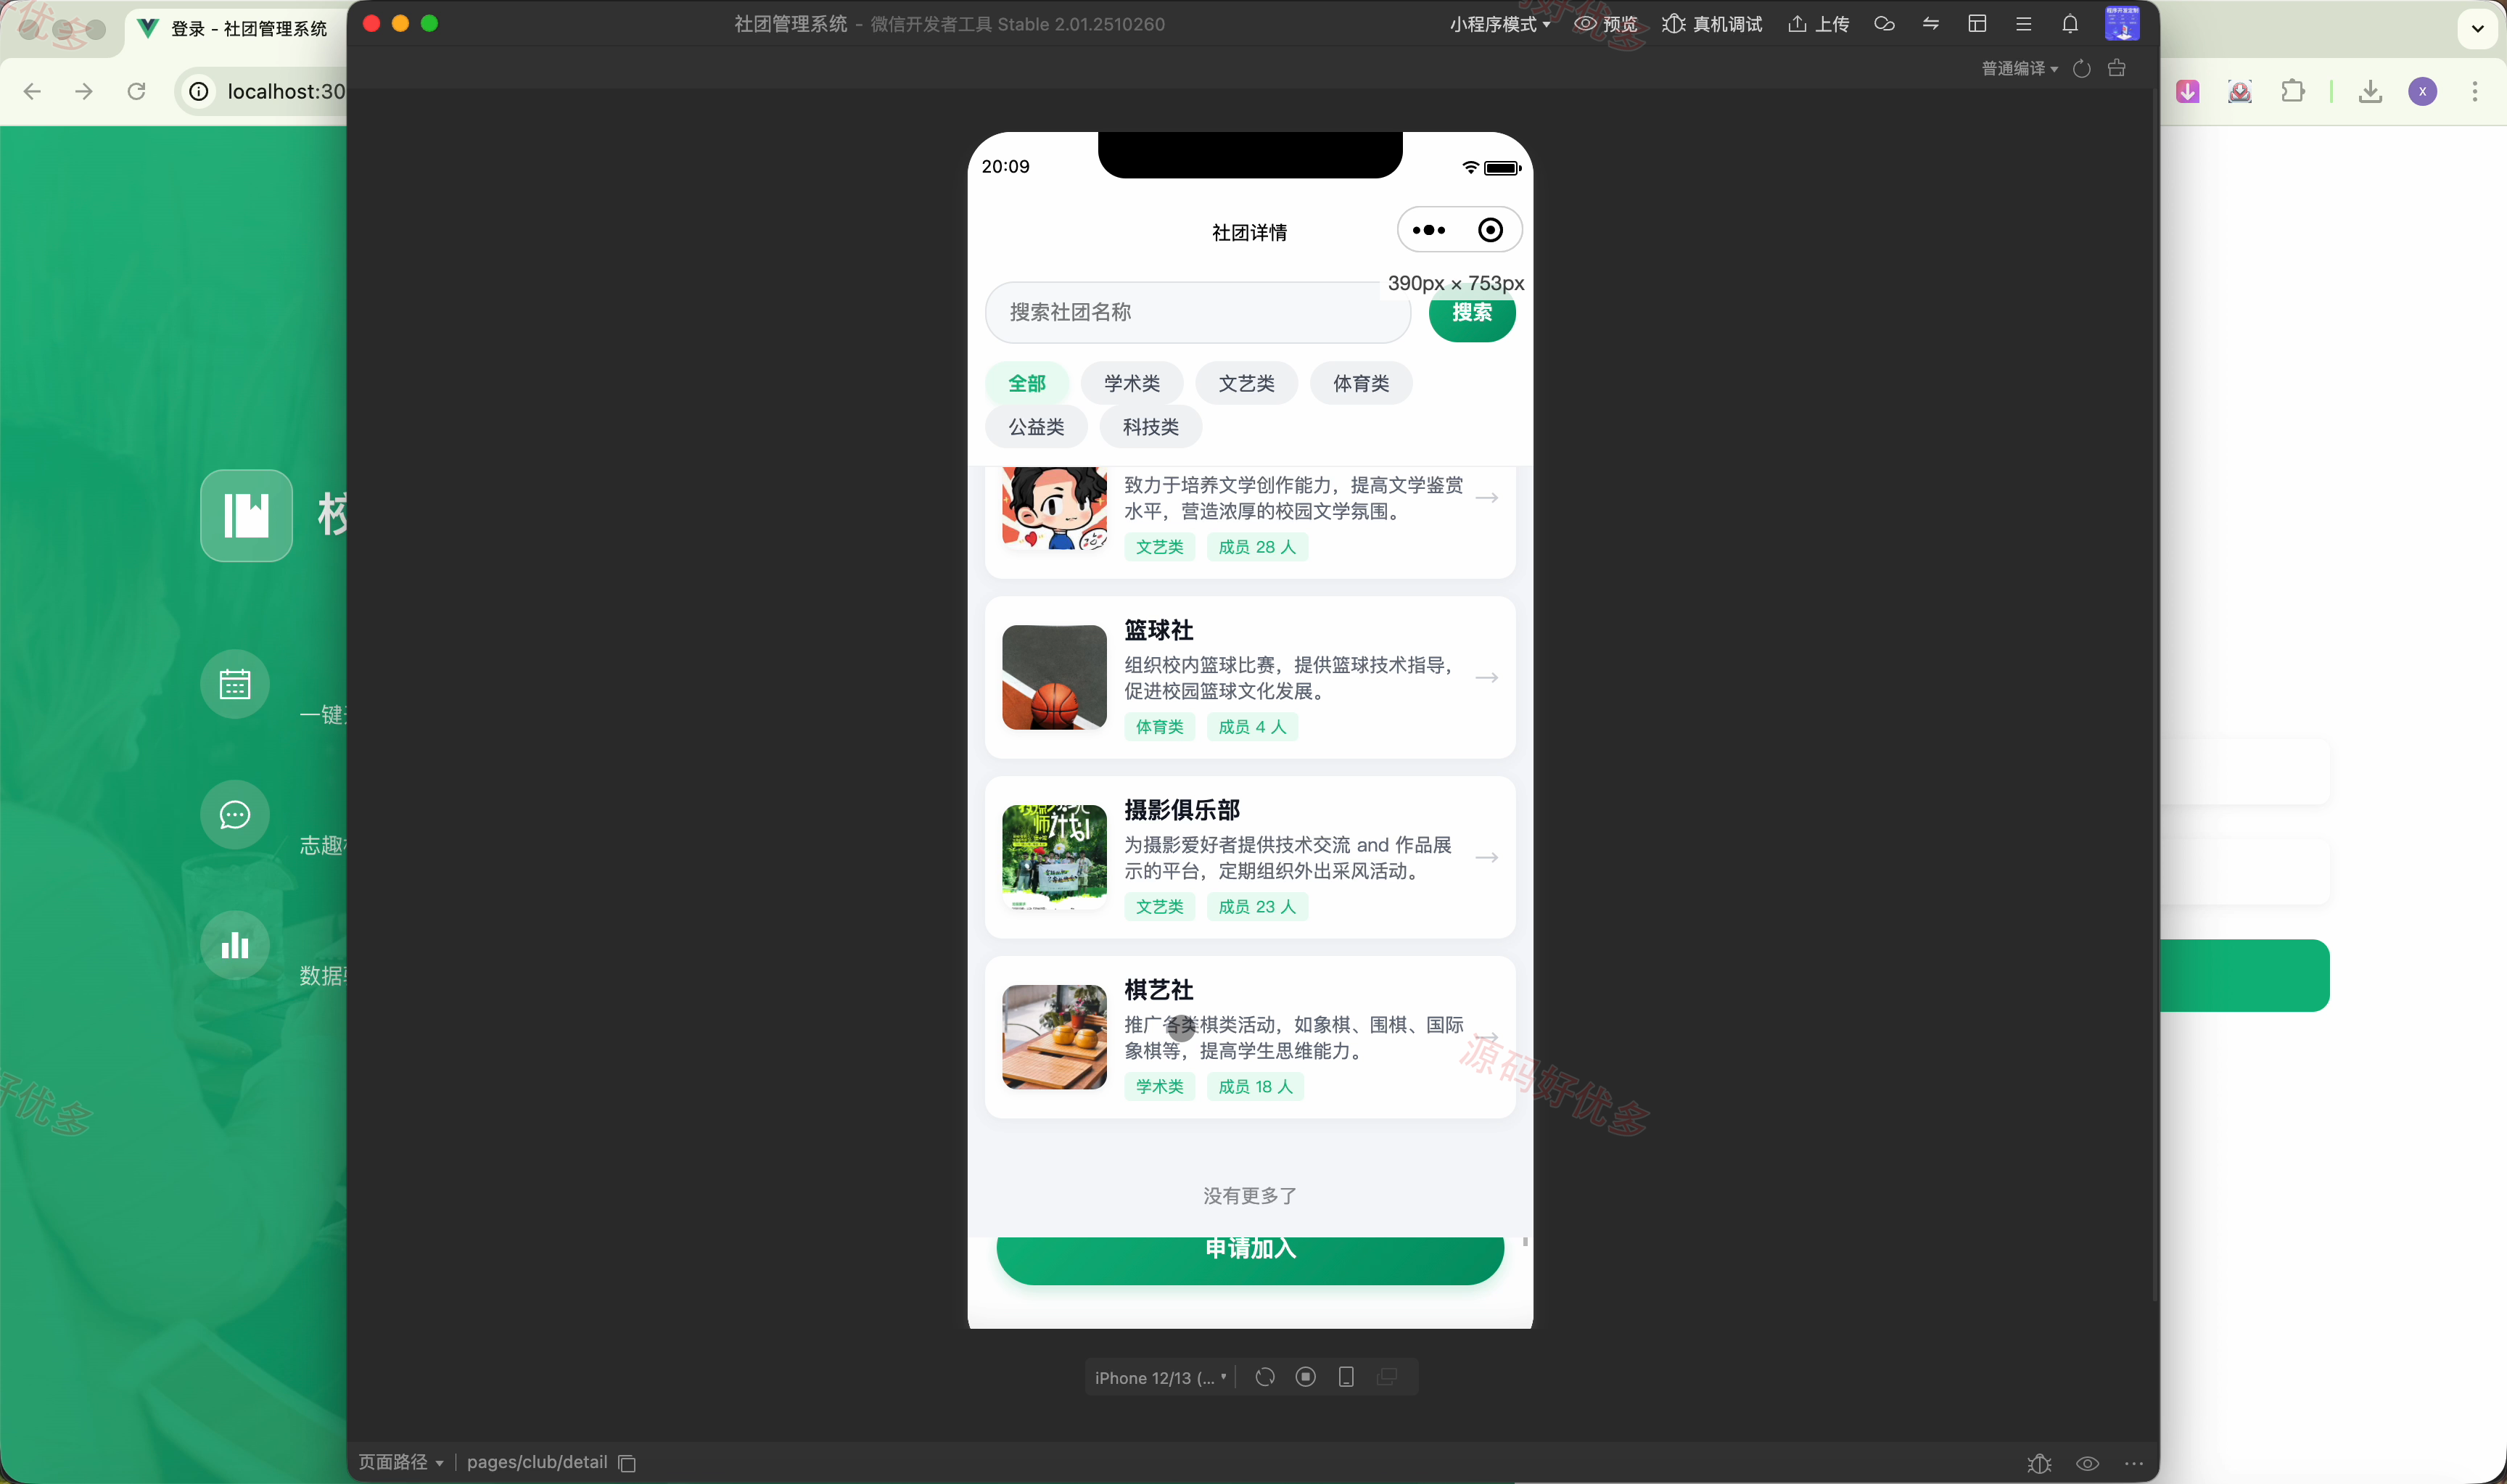 登录 - 社团管理系统
社团管理系统 - 微信开发者工具 Stable 2.01.2510260
小程序模式
预览
真机调试
上传
localhost:30
普通编译
X
20:09
社团详情
390px × 753px
搜索社团名称
搜索
全部
学术类
文艺类
体育类
公益类
科技类
致力于培养文学创作能力，提高文学鉴赏
水平，营造浓厚的校园文学氛围。
文艺类
成员 28 人
篮球社
组织校内篮球比赛，提供篮球技术指导，
促进校园篮球文化发展。
体育类
成员 4 人
摄影俱乐部
为摄影爱好者提供技术交流 and 作品展
示的平台，定期组织外出采风活动。
文艺类
成员 23 人
棋艺社
推广各类棋类活动，如象棋、围棋、国际
象棋等，提高学生思维能力。
学术类
成员 18 人
没有更多了
申请加入
校
一键
志趣
数据
iPhone 12/13 (...
页面路径
pages/club/detail
源码好优多
好优多